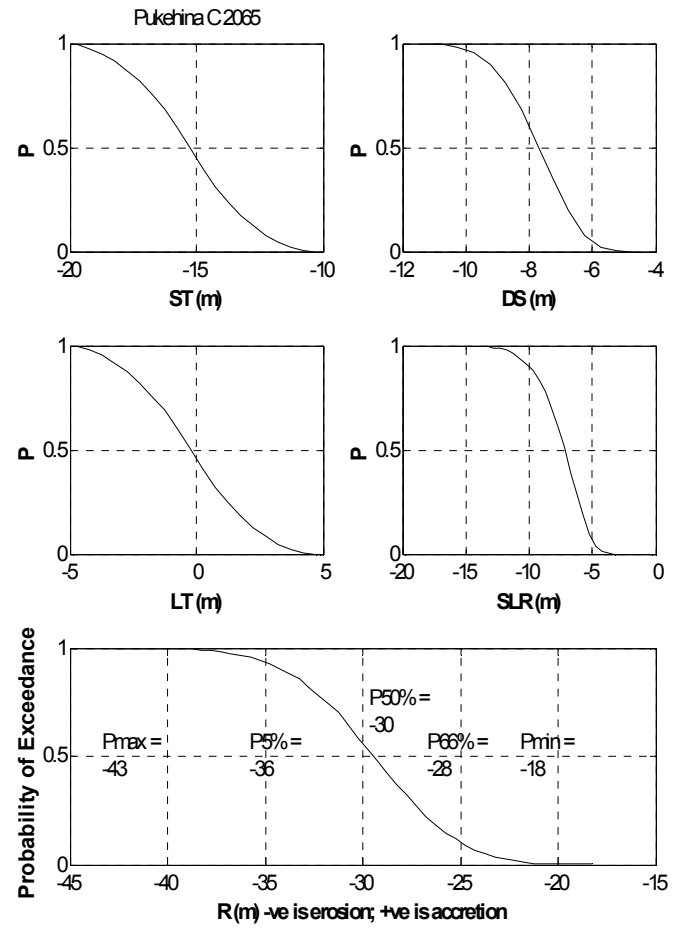 Pukehina C 2065
1
0.5
0
P
-20 -15 -10
ST (m)
1
0.5
0
P
-12 -10 -8 -6 -4
DS (m)
1
0.5
0
P
-5 0 5
LT (m)
1
0.5
0
P
-20 -15 -10 -5 0
SLR (m)
1
0.5
0
Probability of Exceedance
P50% =
-30
Pmax = P5% = P66% = Pmin =
-43 -36 -28 -18
-45 -40 -35 -30 -25 -20 -15
R (m) -ve is erosion; +ve is accretion